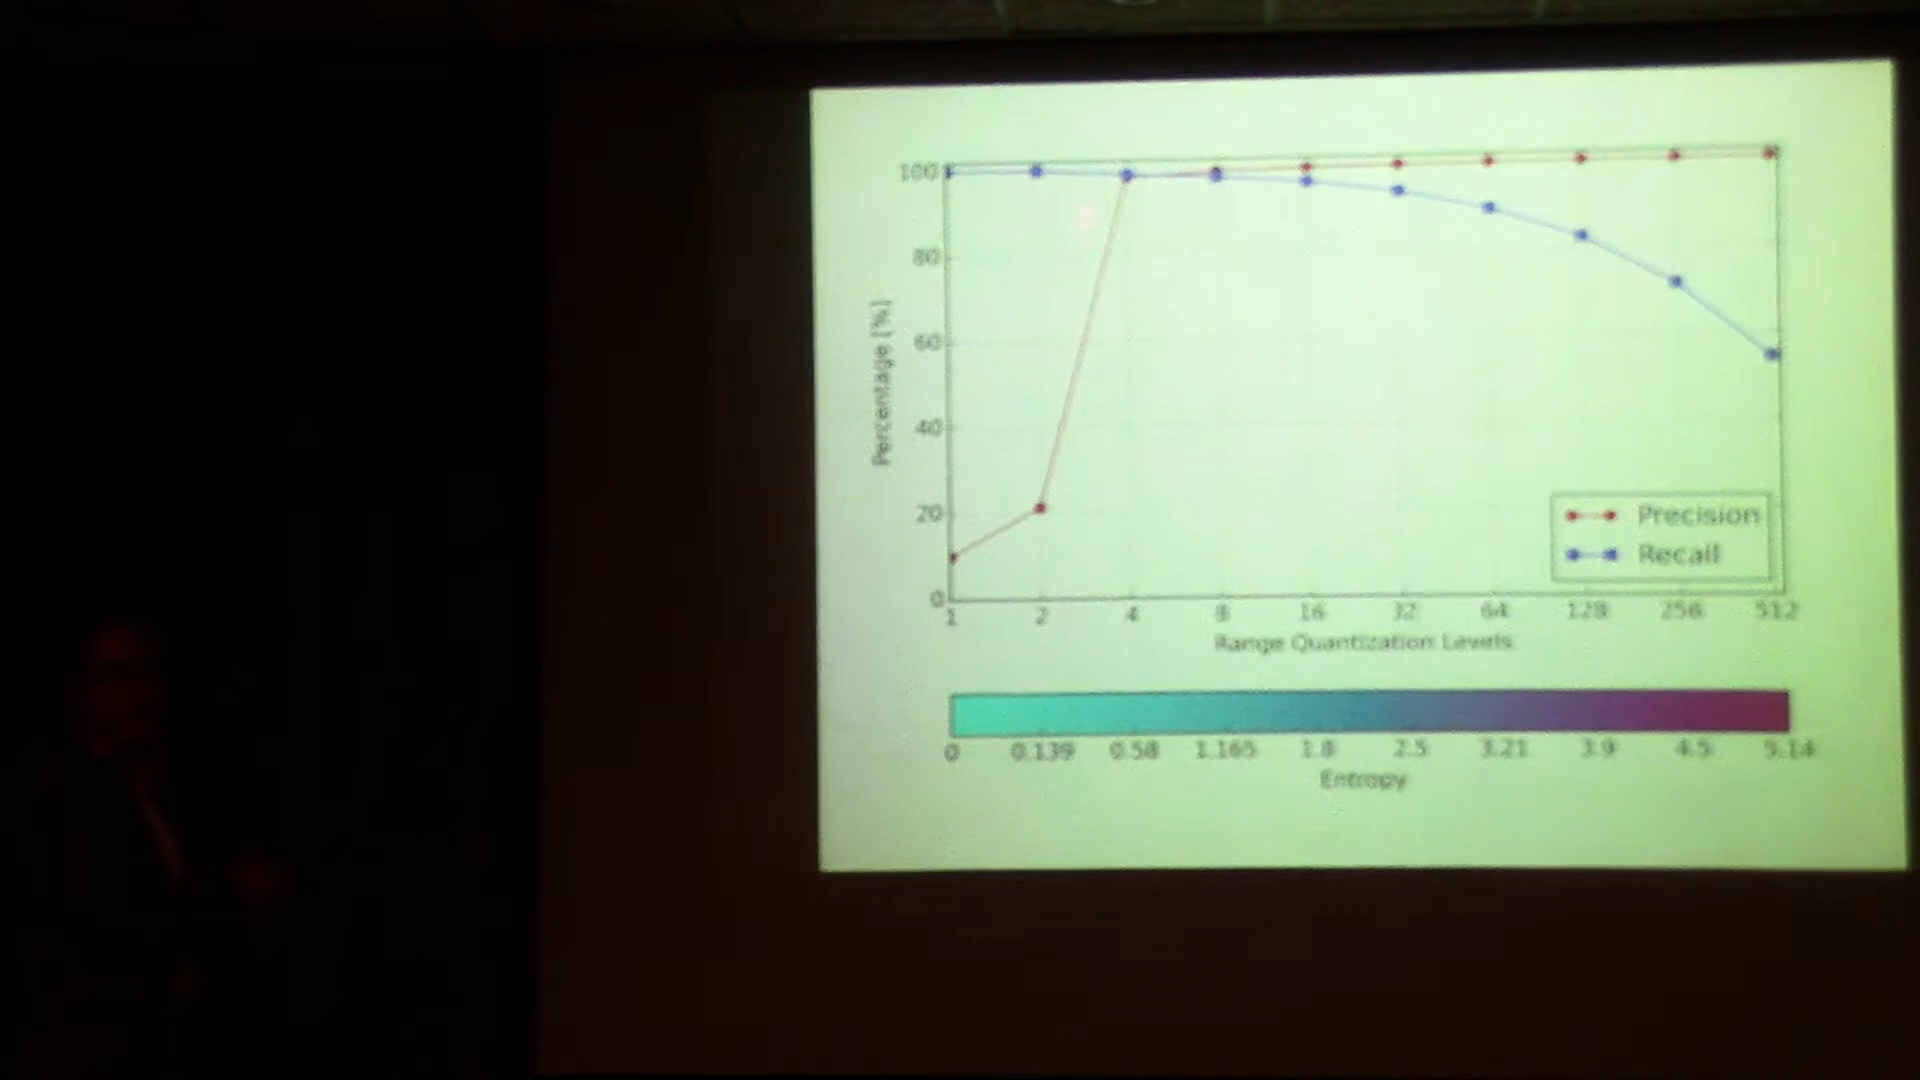 100
80
60
40
20
0
Percentage [%]
Precision
Recall
1 2 4 8 16 32 64 128 256 512
Range Quantization Levels
0 0.139 0.58 1.165 1.8 2.5 3.21 3.9 4.5 5.14
Entropy